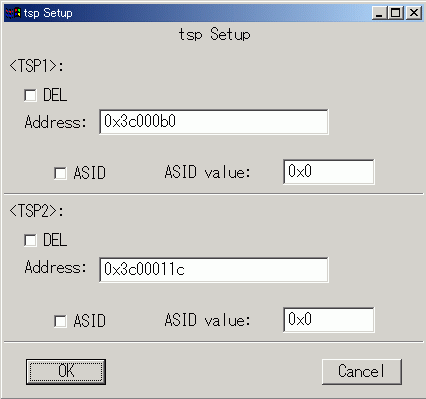 tsp Setup
tsp Setup
<TSP1>:
DEL
Address: 0x3c000b0
ASID ASID value: 0x0
<TSP2>:
DEL
Address: 0x3c00011c
ASID ASID value: 0x0
OK Cancel